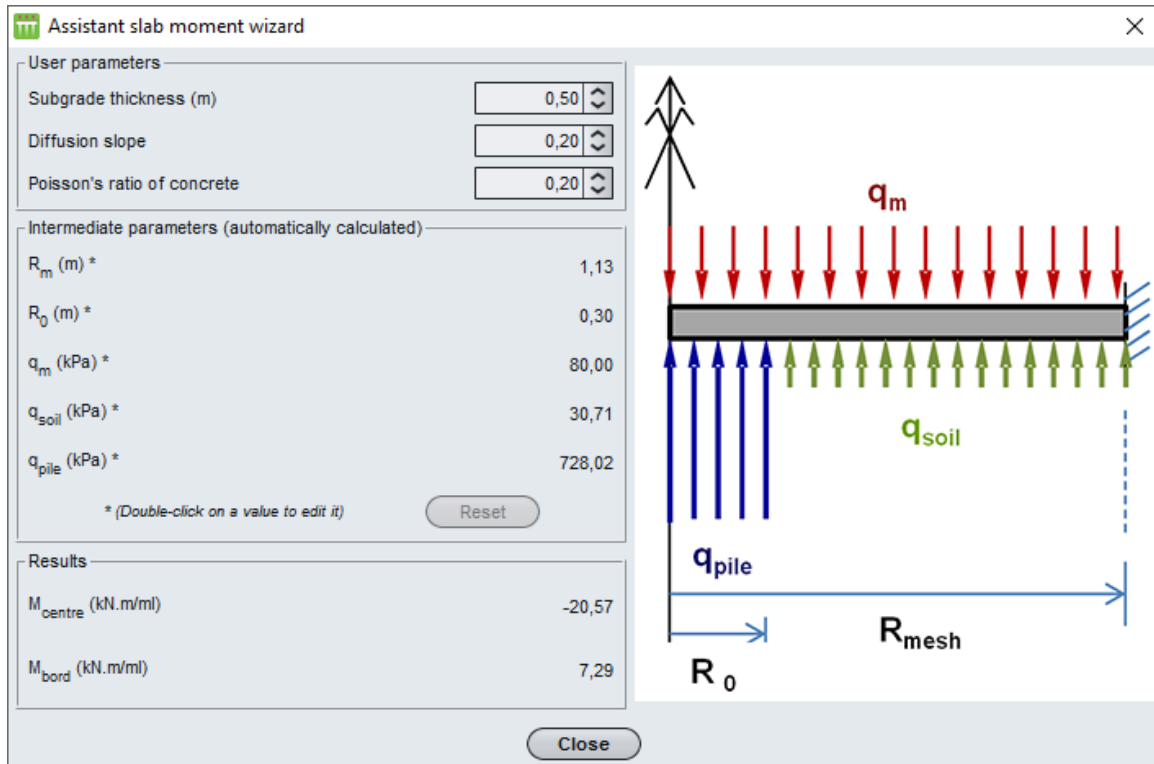 Assistant slab moment wizard
User parameters
Subgrade thickness (m) 0,50
Diffusion slope 0,20
Poisson's ratio of concrete 0,20
Intermediate parameters (automatically calculated)
Rm (m) * 1,13
R0 (m) * 0,30
qm (kPa) * 80,00
qsoil (kPa) * 30,71
qpile (kPa) * 728,02
* (Double-click on a value to edit it) Reset
Results
Mcentre (kN.m/ml) -20,57
Mbord (kN.m/ml) 7,29
qm
qsoil
qpile
Rmesh
R0
Close